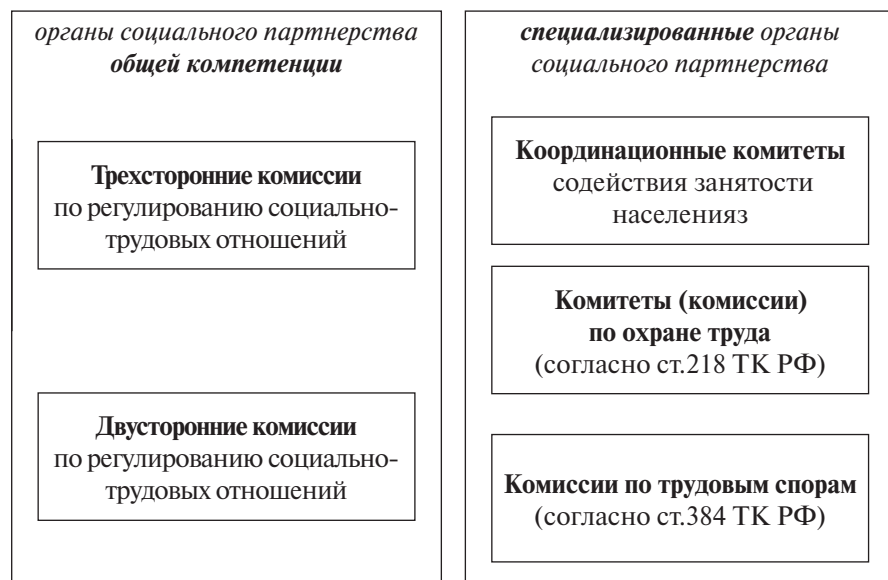 органы социального партнерства
общей компетенции
Трехсторонние комиссии
по регулированию социально-
трудовых отношений
Двусторонние комиссии
по регулированию социально-
трудовых отношений
специализированные органы
социального партнерства
Координационные комитеты
содействия занятости
населенияз
Комитеты (комиссии)
по охране труда
(согласно ст.218 ТК РФ)
Комиссии по трудовым спорам
(согласно ст.384 ТК РФ)